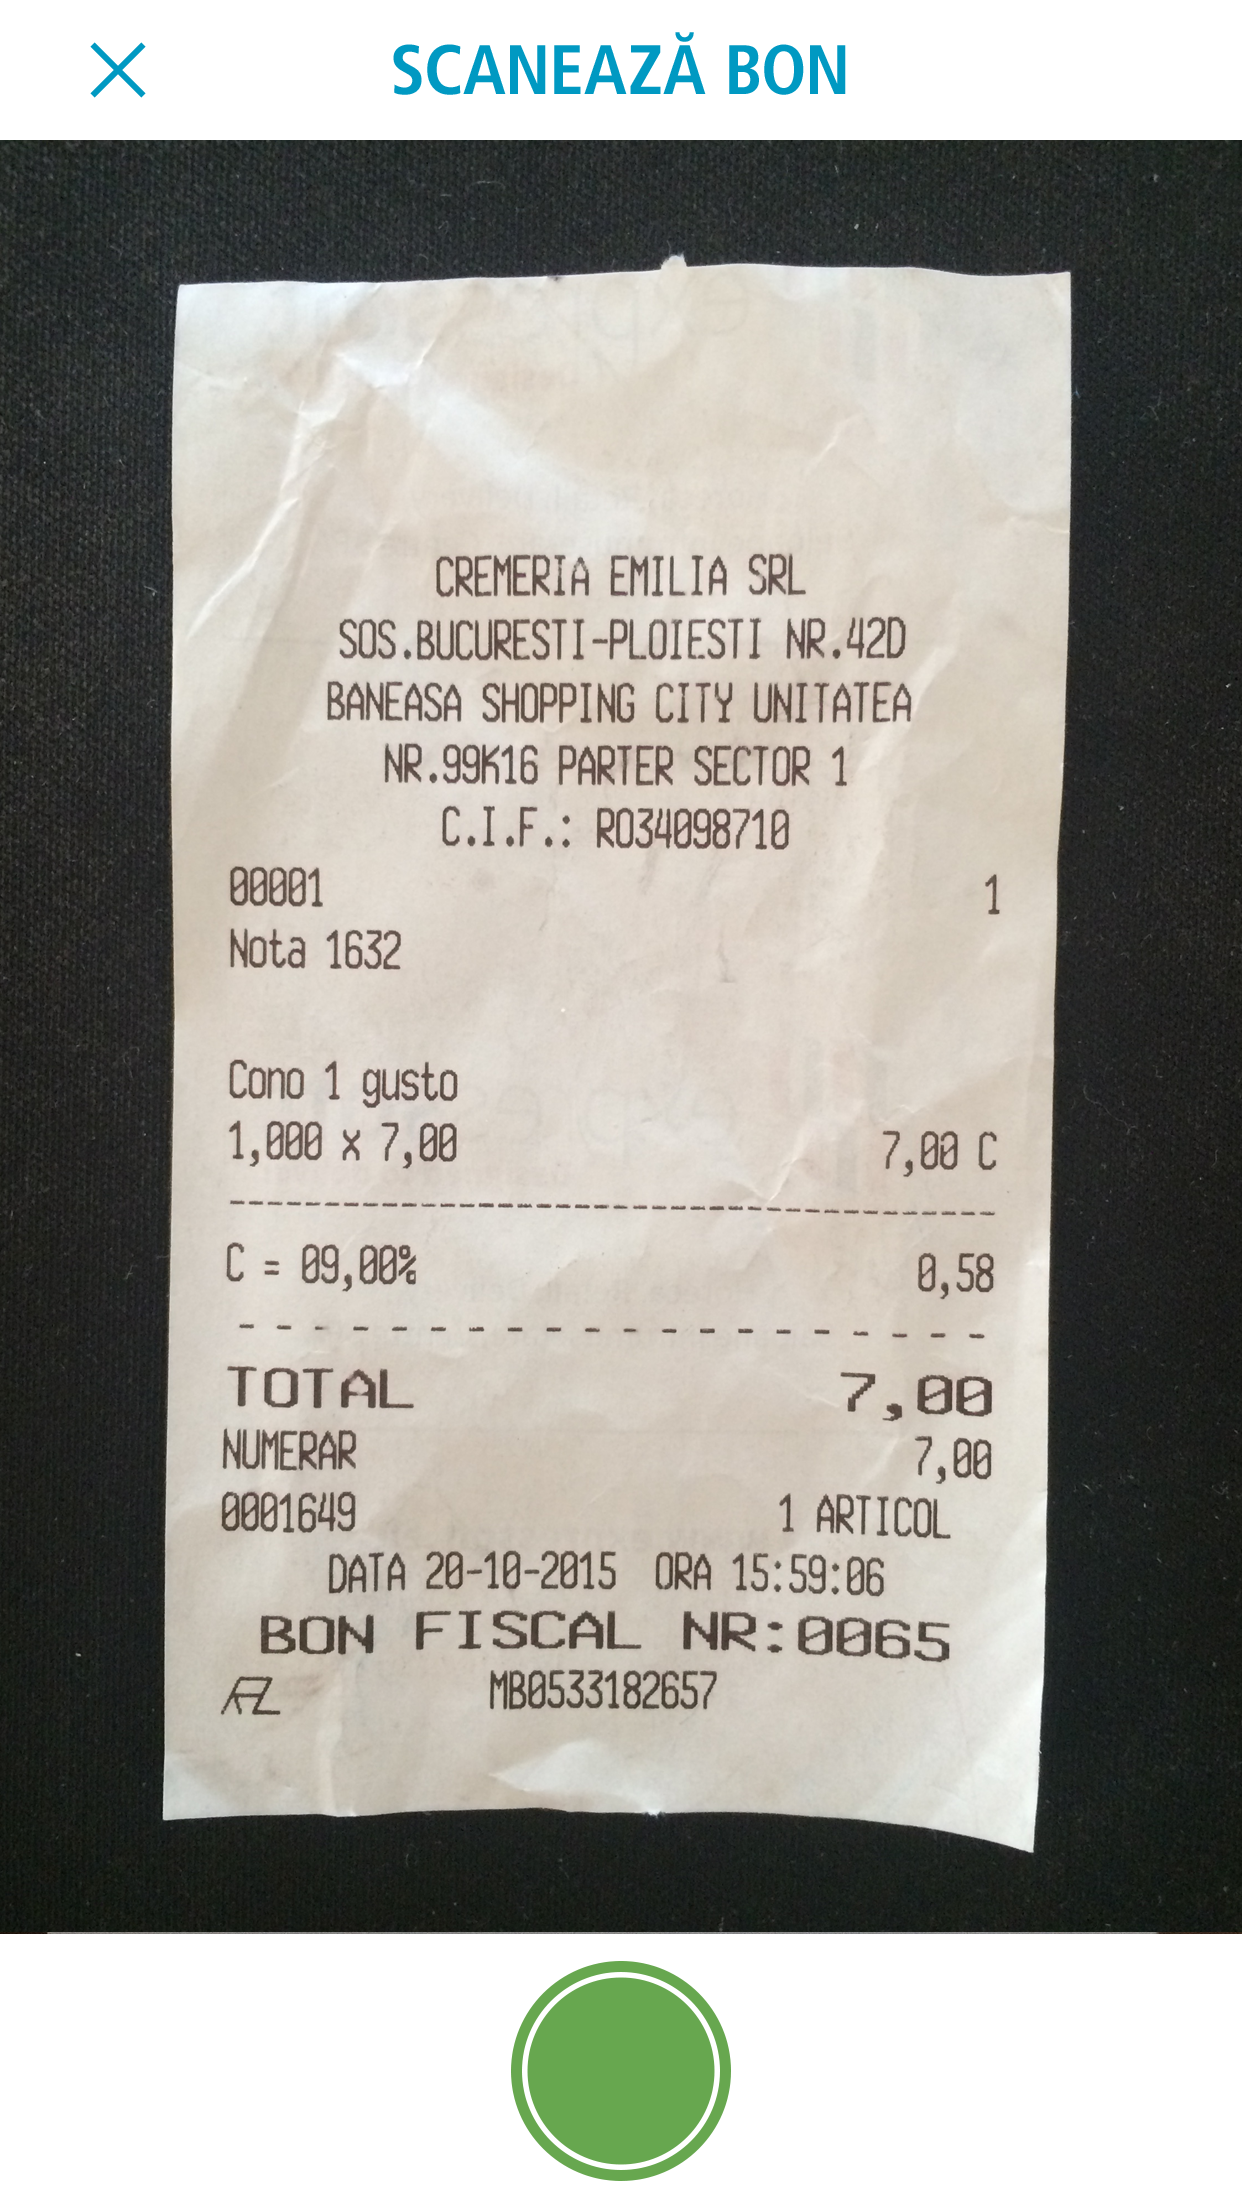 SCANEAZĂ BON
CREMERIA EMILIA SRL
SOS.BUCURESTI-PLOIESTI NR.42D
BANEASA SHOPPING CITY UNITATEA
NR.99K16 PARTER SECTOR 1
C.I.F.: RO34098710
00001 1
Nota 1632
Cono 1 gusto
1,000 x 7,00 7,00 C
C = 09,00% 0,58
TOTAL 7,00
NUMERAR 7,00
0001649 1 ARTICOL
DATA 20-10-2015 ORA 15:59:06
BON FISCAL NR:0065
MB0533182657